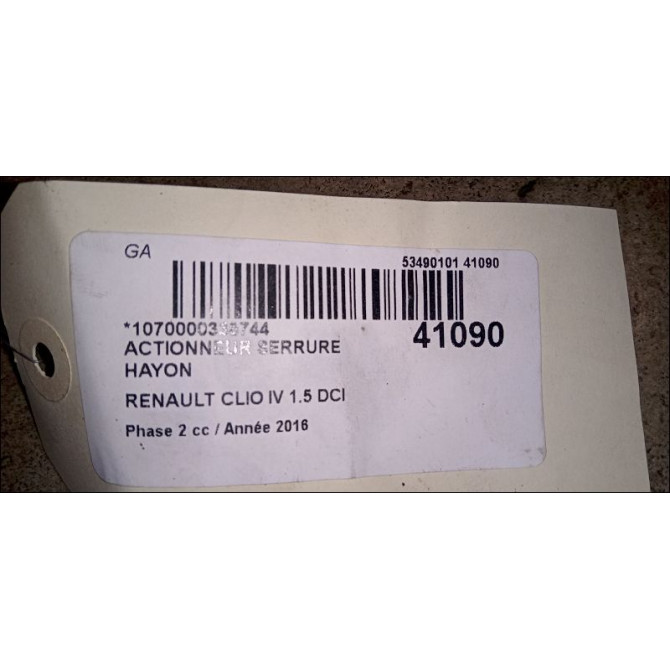 GA
53490101 41090
41090
ACTIONNEUR SERRURE
HAYON
RENAULT CLIO IV 1.5 DCI
Phase 2 cc / Année 2016